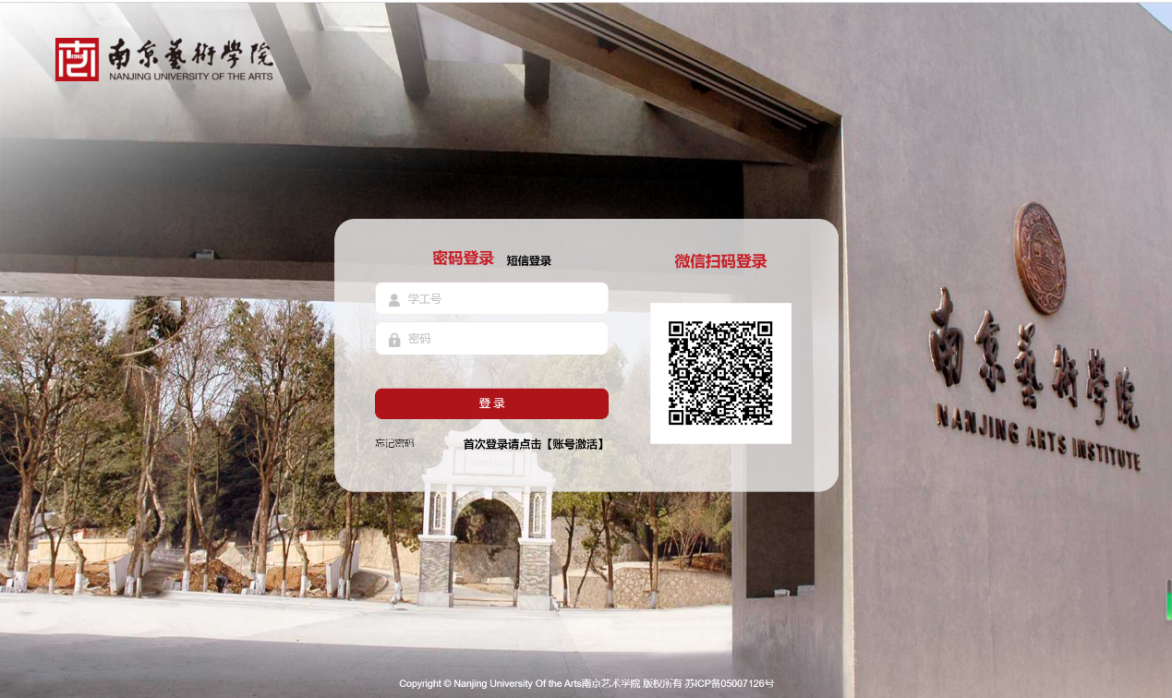 南京藝術學院
NANJING UNIVERSITY OF THE ARTS
密码登录 短信登录
学工号
密码
登录
忘记密码 首次登录请点击【账号激活】
微信扫码登录
南京藝術學院
NANJING ARTS INSTITUTE
Copyright © Nanjing University Of the Arts南京艺术学院 版权所有 苏ICP备05007126号